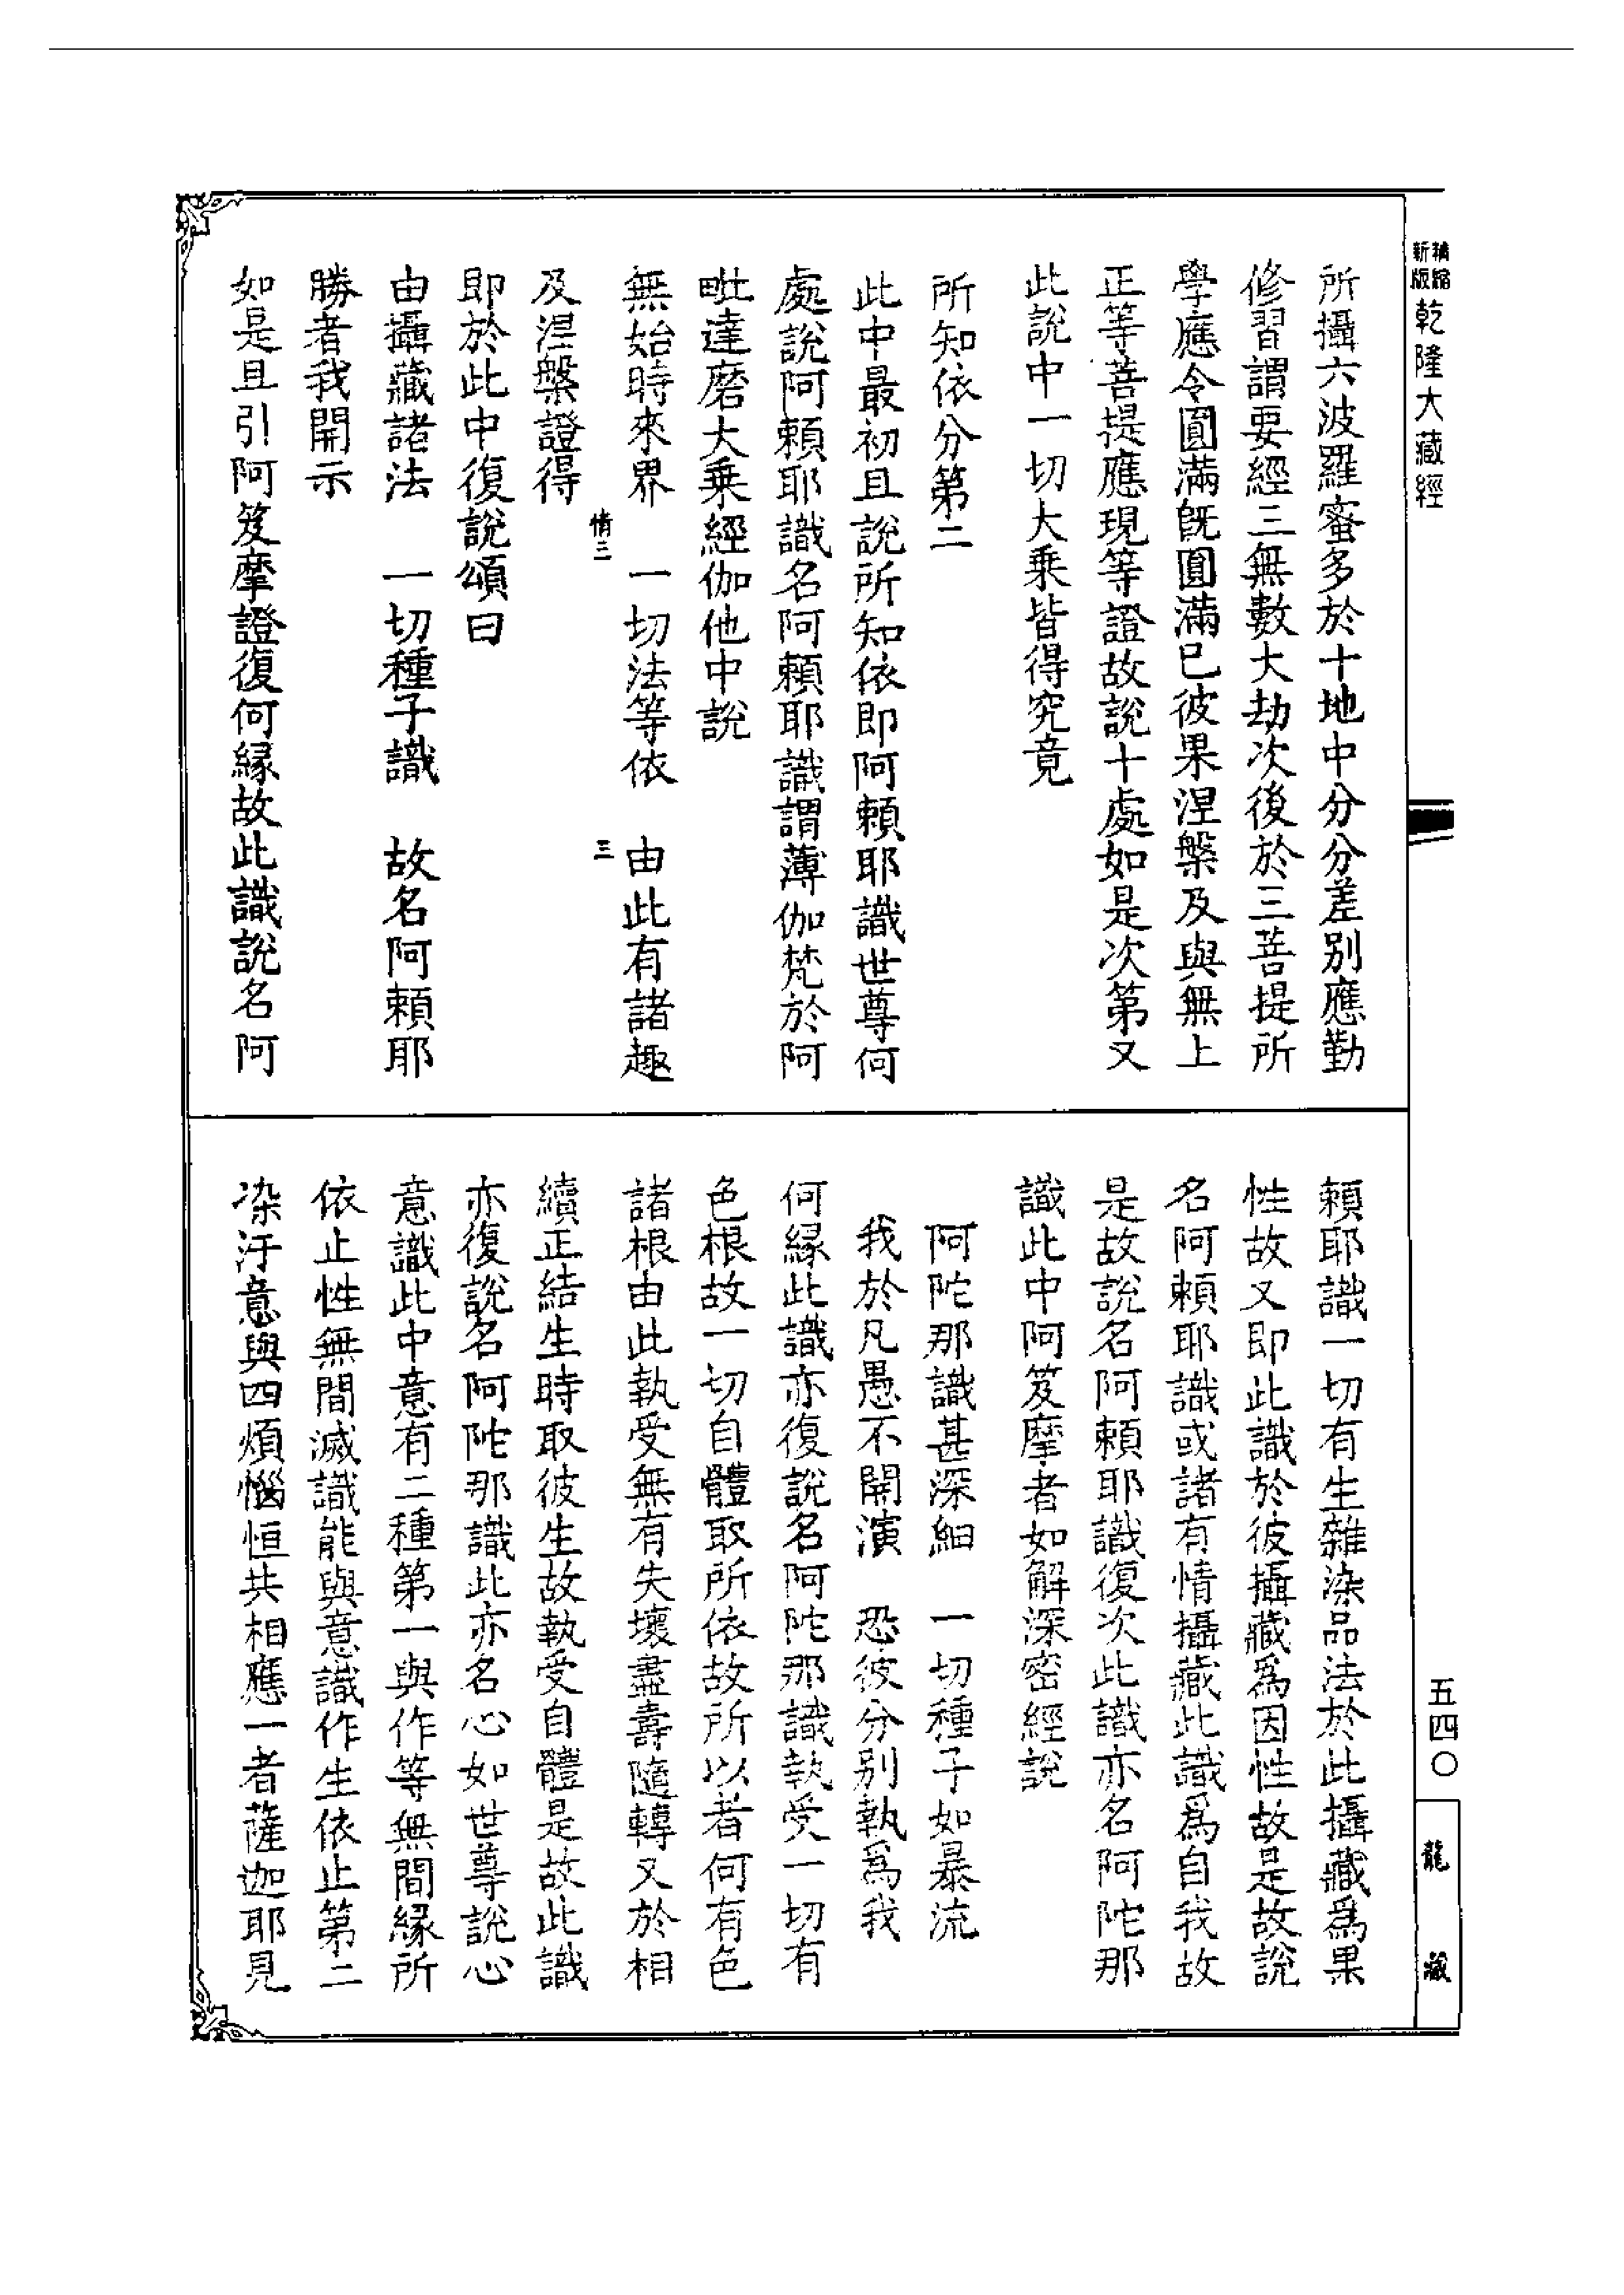 新縮
版縮
乾隆大藏經
所攝六波羅蜜多於十地中分分差別應勤
修習謂要經三無數大劫次後於三菩提所
學應令圓滿旣圓滿已彼果涅槃及與無上
正等菩提應現等證故說十處如是次第又
此說中一切大乘皆得究竟
所知依分第二
此中最初且說所知依即阿賴耶識世尊何
處說阿賴耶識名阿賴耶識謂薄伽梵於阿
毗達磨大乘經伽他中說
無始時來界　一切法等依　由此有諸趣
情三　三
及涅槃證得
即於此中復說頌曰
由攝藏諸法　一切種子識　故名阿賴耶
勝者我開示
如是且引阿笈摩證復何緣故此識說名阿
賴耶識一切有生雜染品法於此攝藏爲果
性故又即此識於彼攝藏爲因性故是故說
名阿賴耶識或諸有情攝藏此識爲自我故
是故說名阿賴耶識復次此識亦名阿陀那
識此中阿笈摩者如解深密經說
阿陀那識甚深細　一切種子如暴流
我於凡愚不開演　恐彼分別執爲我
何緣此識亦復說名阿陀那識執受一切有
色根故一切自體取所依故所以者何有色
諸根由此執受無有失壞盡壽隨轉又於相
續正結生時取彼生故執受自體是故此識
亦復說名阿陀那識此亦名心如世尊說心
意識此中意有二種第一與作等無間緣所
依止性無間滅識能與意識作生依止第二
染汙意與四煩惱恒共相應一者薩迦耶見
五四〇
龍藏